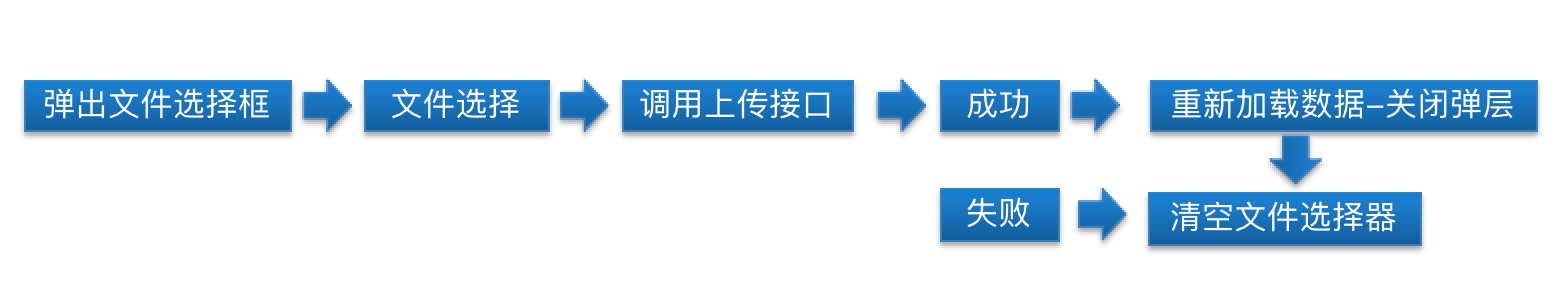 弹出文件选择框
文件选择
调用上传接口
成功
重新加载数据–关闭弹层
失败
清空文件选择器